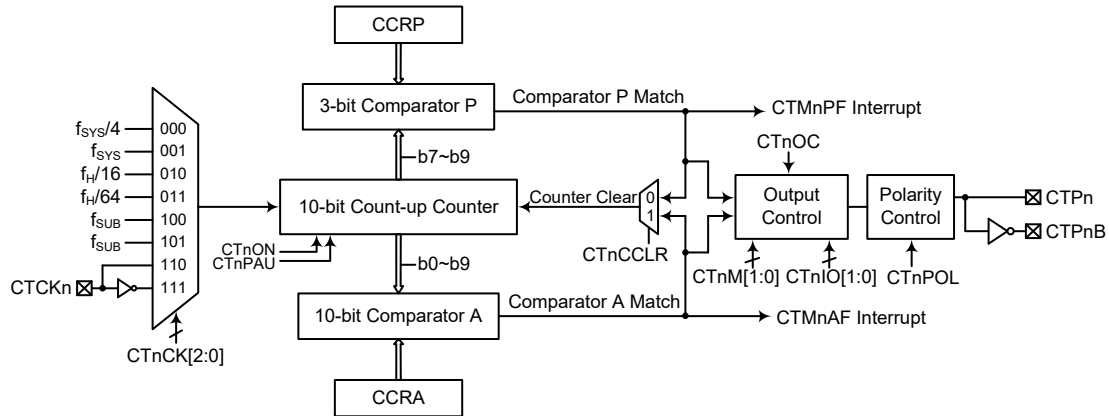 CCRP
3-bit Comparator P
Comparator P Match
CTMnPF Interrupt
b7~b9
CTnOC
fSYS/4
fSYS
fH/16
fH/64
fSUB
fSUB
000
001
010
011
100
101
110
111
CTCKn
CTnCK[2:0]
10-bit Count-up Counter
CTnON
CTnPAU
Counter Clear
0
1
CTnCCLR
Output
Control
Polarity
Control
CTPn
CTPnB
CTnM[1:0]
CTnIO[1:0]
CTnPOL
b0~b9
10-bit Comparator A
Comparator A Match
CTMnAF Interrupt
CCRA